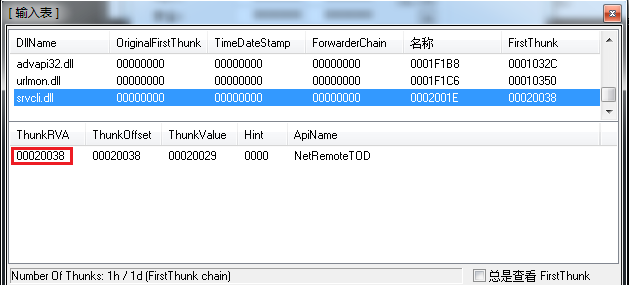 [ 输入表 ]
DllName OriginalFirstThunk TimeDateStamp ForwarderChain 名称 FirstThunk
advapi32.dll 00000000 00000000 00000000 0001F1B8 0001032C
urlmon.dll 00000000 00000000 00000000 0001F1C6 00010350
srvcli.dll 00000000 00000000 00000000 0002001E 00020038
ThunkRVA ThunkOffset ThunkValue Hint ApiName
00020038 00020038 00020029 0000 NetRemoteTOD
Number Of Thunks: 1h / 1d (FirstThunk chain) 总是查看 FirstThunk